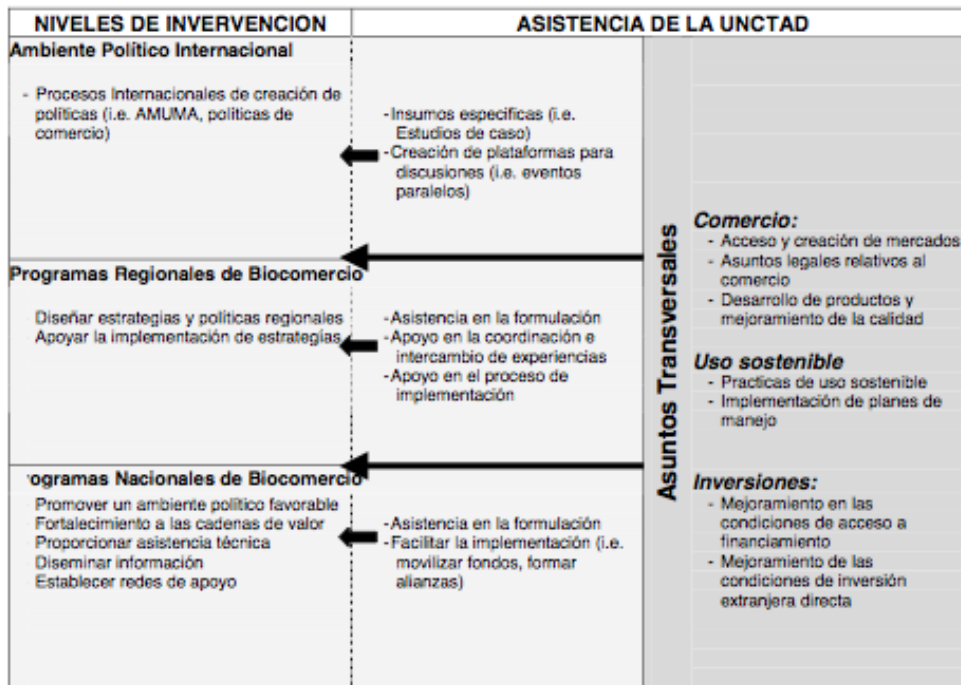 NIVELES DE INVERVENCION
ASISTENCIA DE LA UNCTAD
Ambiente Político Internacional
- Procesos Internacionales de creación de
políticas (i.e. AMUMA, políticas de
comercio)
-Insumos específicas (i.e.
Estudios de caso)
-Creación de plataformas para
discusiones (i.e. eventos
paralelos)
Programas Regionales de Biocomercio
Diseñar estrategias y políticas regionales
Apoyar la implementación de estrategías
-Asistencia en la formulación
-Apoyo en la coordinación e
intercambio de experiencias
-Apoyo en el proceso de
implementación
rogramas Nacionales de Biocomercio
Promover un ambiente político favorable
Fortalecimiento a las cadenas de valor
Proporcionar asistencia técnica
Diseminar información
Establecer redes de apoyo
-Asistencia en la formulación
-Facilitar la implementación (i.e.
movilizar fondos, formar
alianzas)
Asuntos Transversales
Comercio:
- Acceso y creación de mercados
- Asuntos legales relativos al
comercio
- Desarrollo de productos y
mejoramiento de la calidad
Uso sostenible
- Practicas de uso sostenible
- Implementación de planes de
manejo
Inversiones:
- Mejoramiento en las
condiciones de acceso a
financiamiento
- Mejoramiento de las
condiciones de inversión
extranjera directa